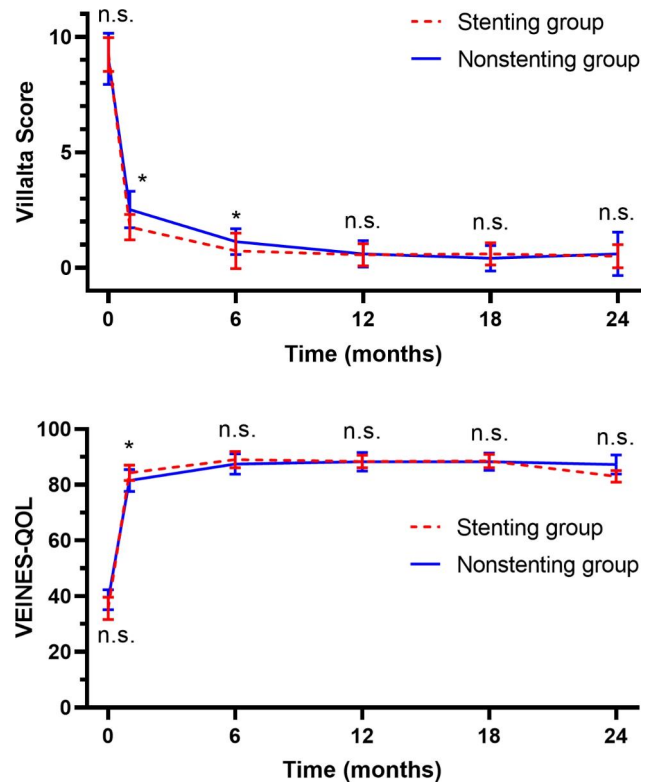 n.s.
Stenting group
Nonstenting group
10
5
0
Villalta Score
*
*
n.s.
n.s.
n.s.
0
6
12
18
24
Time (months)
100
80
60
40
20
0
VEINES-QOL
n.s.
*
n.s.
n.s.
n.s.
n.s.
Stenting group
Nonstenting group
0
6
12
18
24
Time (months)